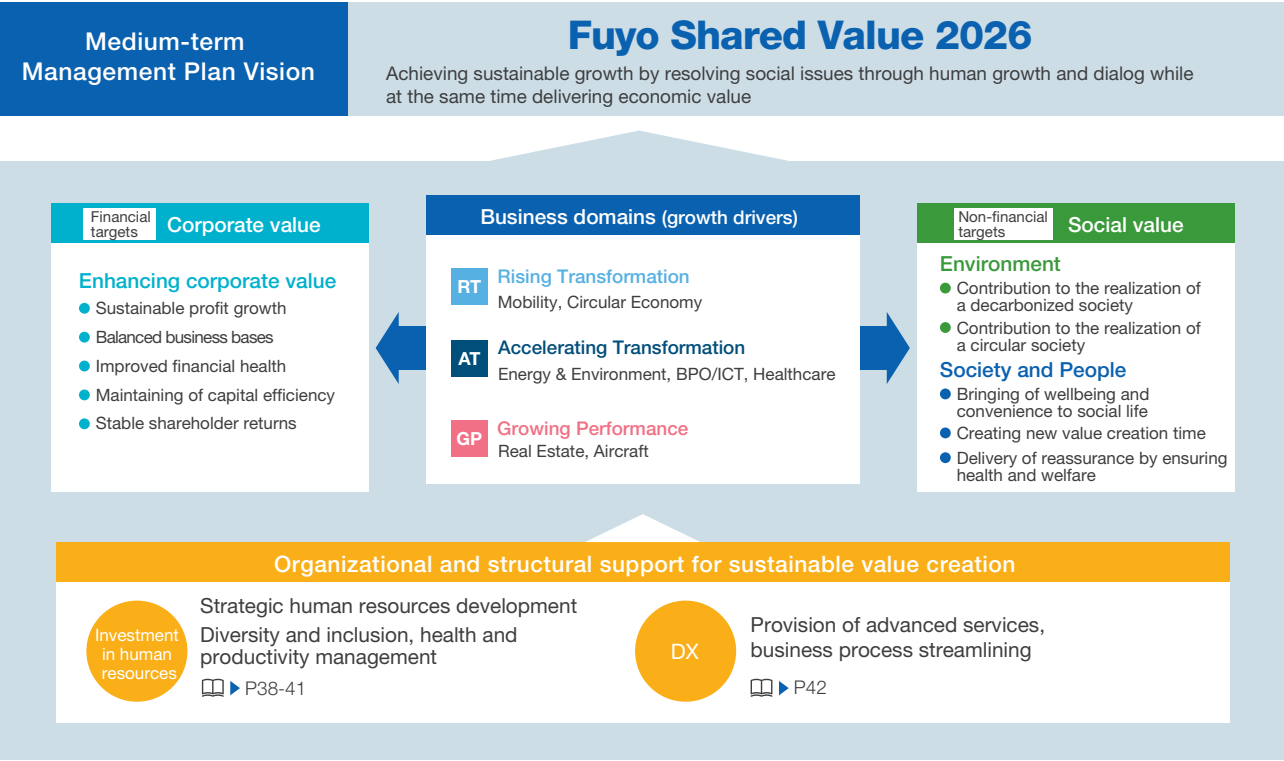 Medium-term
Management Plan Vision
Fuyo Shared Value 2026
Achieving sustainable growth by resolving social issues through human growth and dialog while
at the same time delivering economic value
Financial
targets
Corporate value
Enhancing corporate value
Sustainable profit growth
Balanced business bases
Improved financial health
Maintaining of capital efficiency
Stable shareholder returns
Business domains (growth drivers)
RT
Rising Transformation
Mobility, Circular Economy
AT
Accelerating Transformation
Energy & Environment, BPO/ICT, Healthcare
GP
Growing Performance
Real Estate, Aircraft
Non-financial
targets
Social value
Environment
Contribution to the realization of
a decarbonized society
Contribution to the realization of
a circular society
Society and People
Bringing of wellbeing and
convenience to social life
Creating new value creation time
Delivery of reassurance by ensuring
health and welfare
Organizational and structural support for sustainable value creation
Investment
in human
resources
Strategic human resources development
Diversity and inclusion, health and
productivity management
P38-41
DX
Provision of advanced services,
business process streamlining
P42